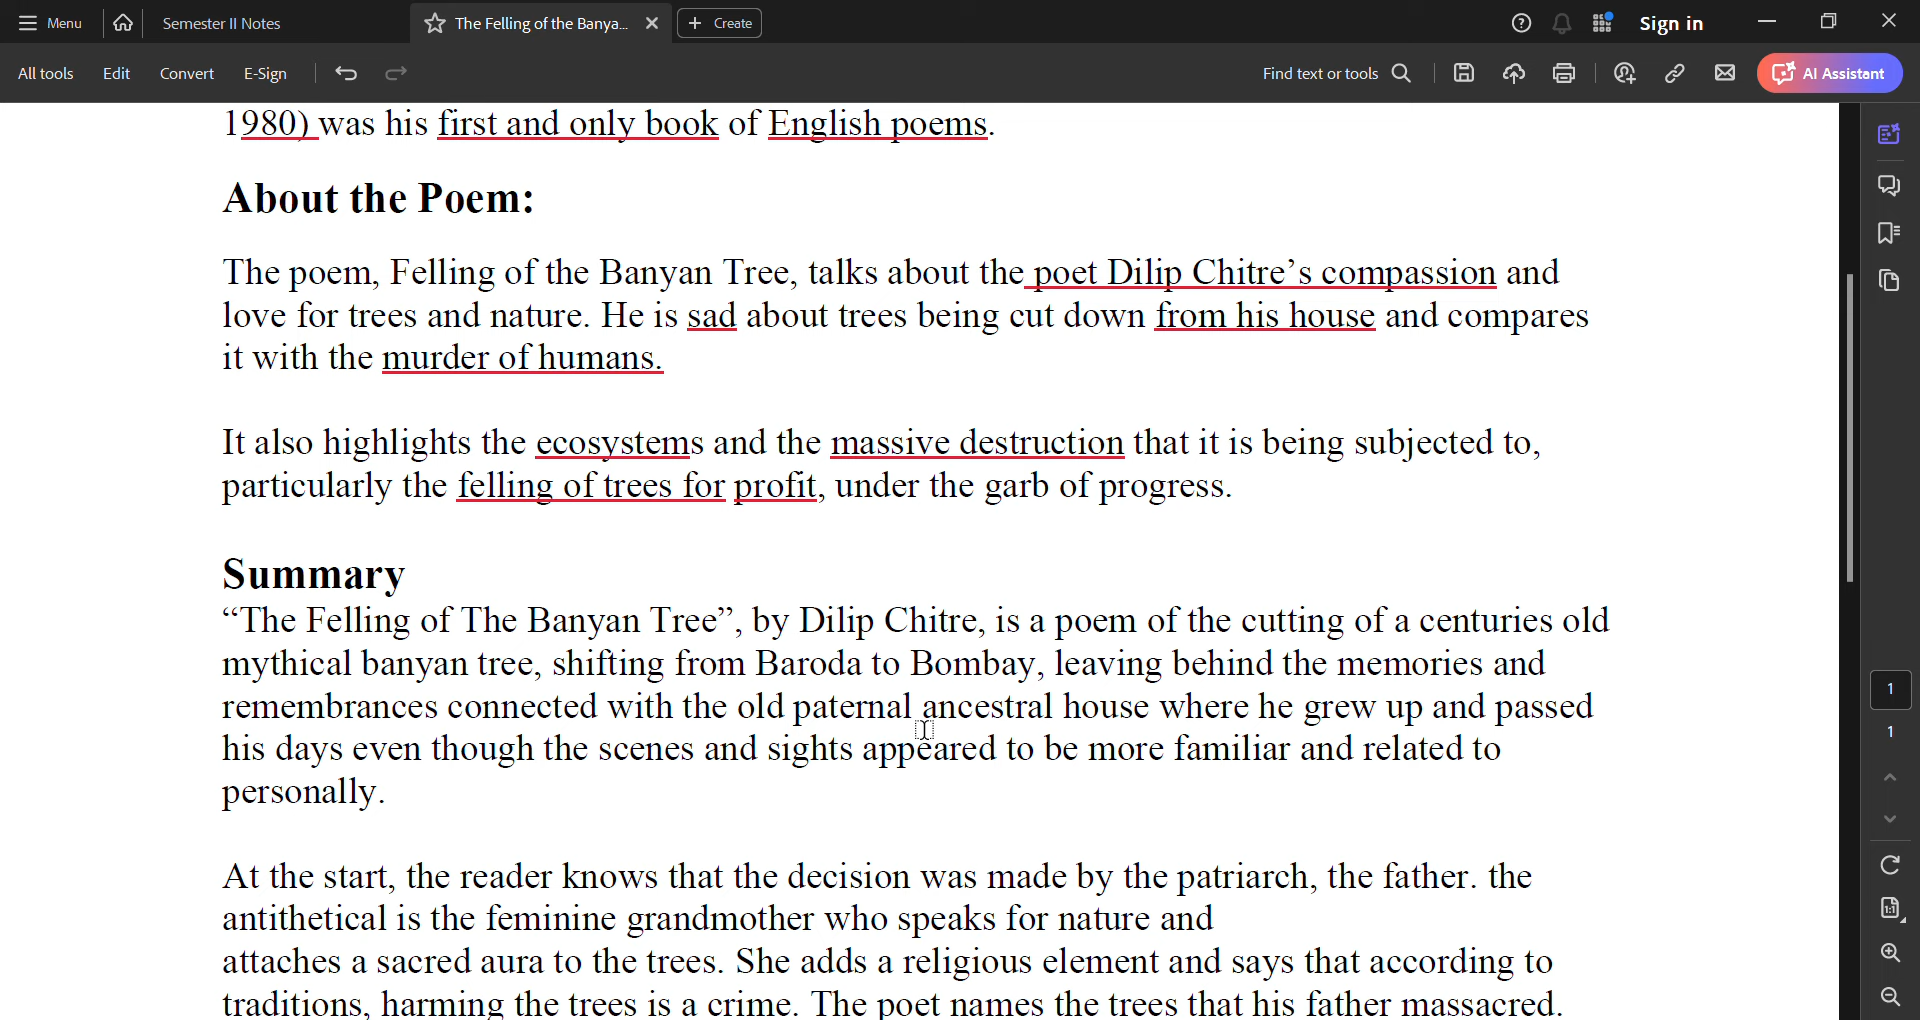 Menu
Semester II Notes
The Felling of the Banya...
Create
Sign in
All tools
Edit
Convert
E-Sign
Find text or tools
AI Assistant
1980) was his first and only book of English poems.
About the Poem:
The poem, Felling of the Banyan Tree, talks about the poet Dilip Chitre’s compassion and
love for trees and nature. He is sad about trees being cut down from his house and compares
it with the murder of humans.
It also highlights the ecosystems and the massive destruction that it is being subjected to,
particularly the felling of trees for profit, under the garb of progress.
Summary
“The Felling of The Banyan Tree”, by Dilip Chitre, is a poem of the cutting of a centuries old
mythical banyan tree, shifting from Baroda to Bombay, leaving behind the memories and
remembrances connected with the old paternal ancestral house where he grew up and passed
his days even though the scenes and sights appeared to be more familiar and related to
personally.
At the start, the reader knows that the decision was made by the patriarch, the father. the
antithetical is the feminine grandmother who speaks for nature and
attaches a sacred aura to the trees. She adds a religious element and says that according to
traditions, harming the trees is a crime. The poet names the trees that his father massacred.
1
1
1:1